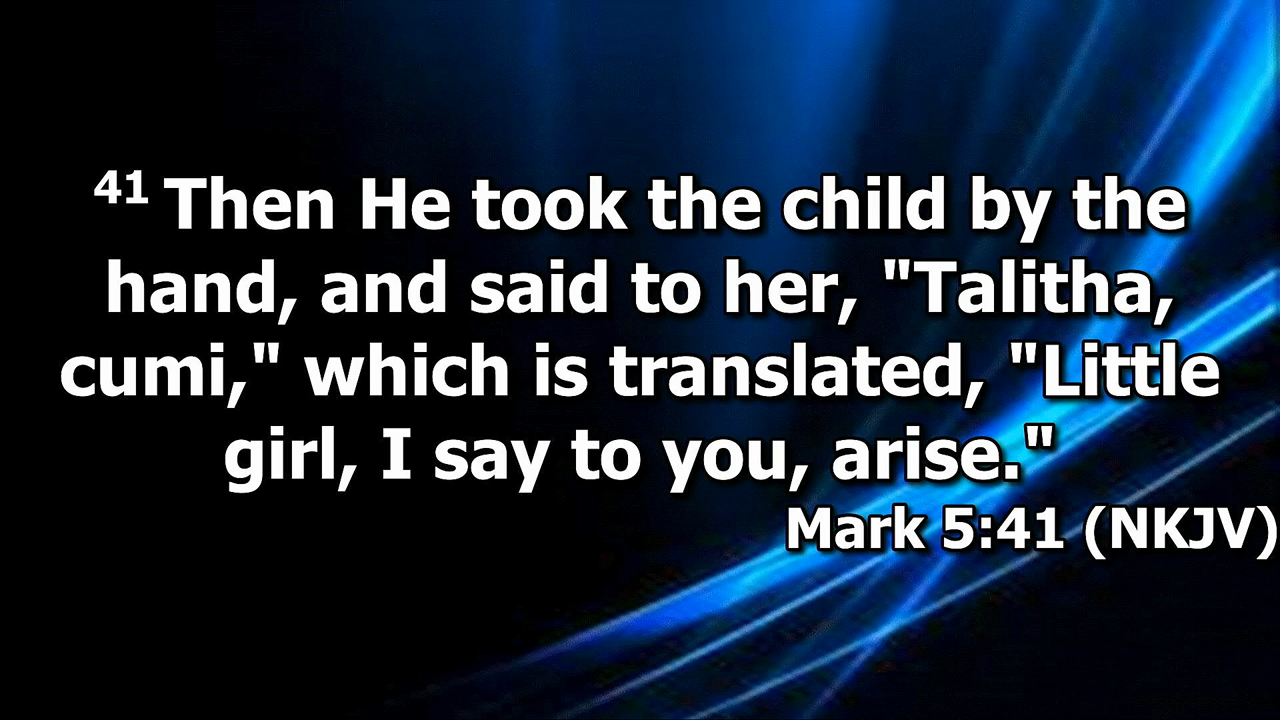 41 Then He took the child by the
hand, and said to her, "Talitha,
cumi," which is translated, "Little
girl, I say to you, arise."
Mark 5:41 (NKJV)